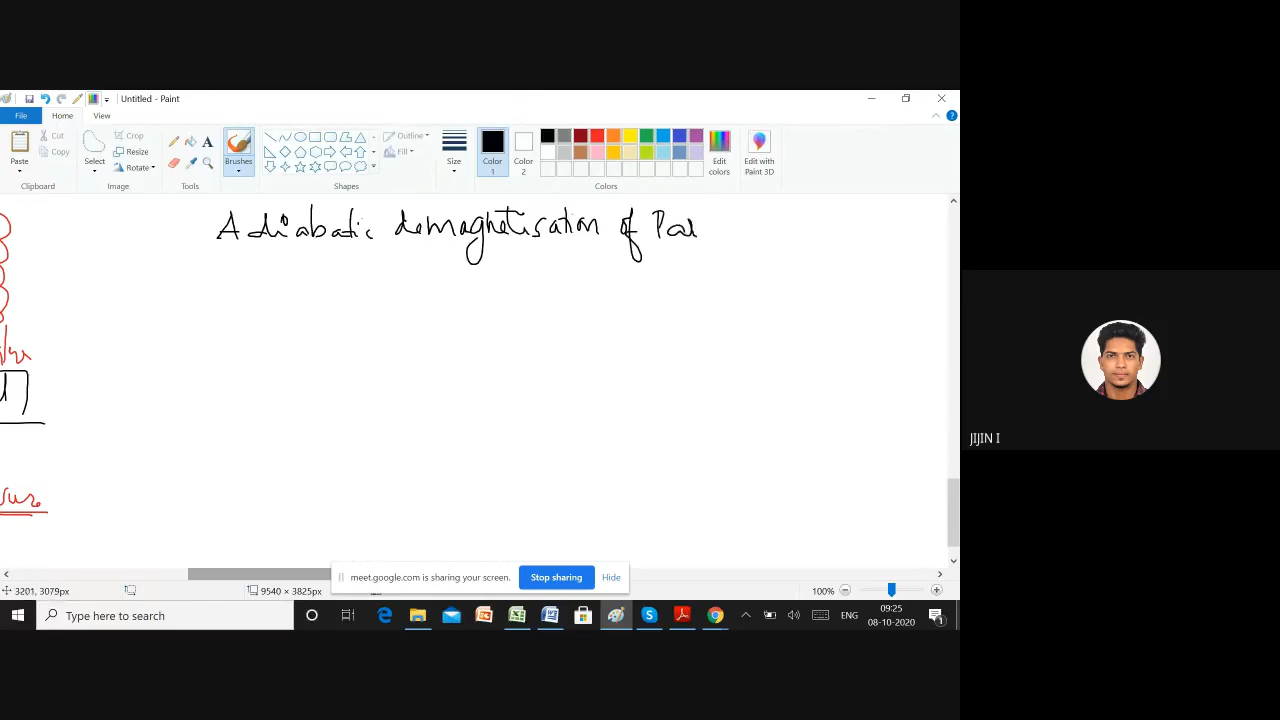 Untitled - Paint
File Home View
Paste Cut Copy Clipboard
Select Crop Resize Rotate Image
Tools
Brushes
Outline Fill Shapes
Size
Color 1 Color 2 Edit colors Colors
Edit with Paint 3D
Adiabatic demagnetisation of Par
JIJIN I
meet.google.com is sharing your screen. Stop sharing Hide
3201, 3079px 9540 × 3825px 100%
Type here to search ENG 09:25 08-10-2020 1